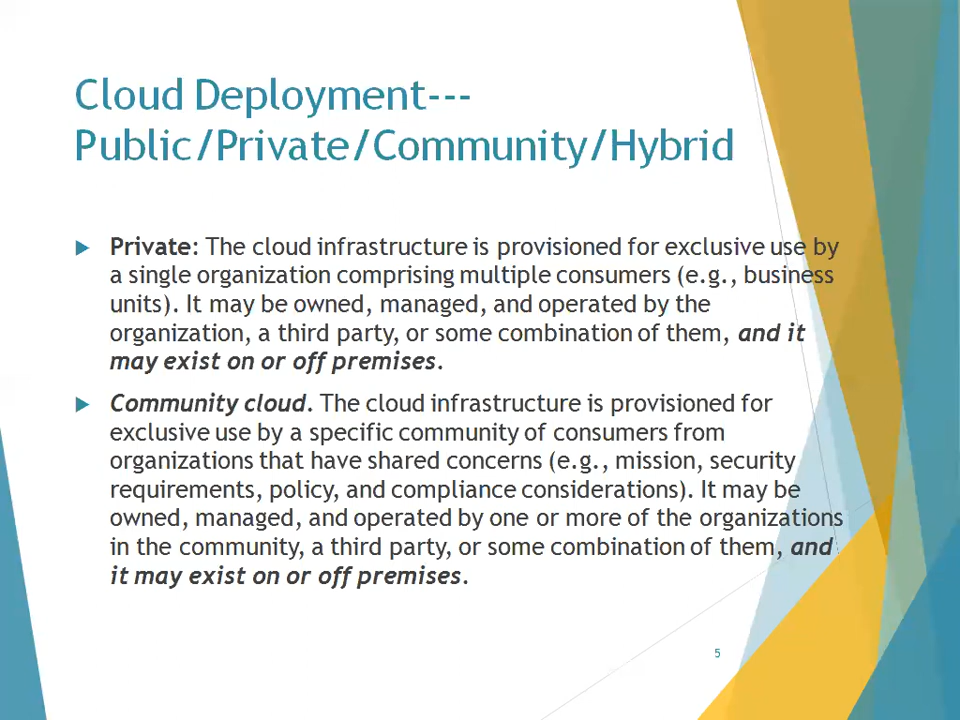 Cloud Deployment---
Public/Private/Community/Hybrid
Private: The cloud infrastructure is provisioned for exclusive use by
a single organization comprising multiple consumers (e.g., business
units). It may be owned, managed, and operated by the
organization, a third party, or some combination of them, and it
may exist on or off premises.
Community cloud. The cloud infrastructure is provisioned for
exclusive use by a specific community of consumers from
organizations that have shared concerns (e.g., mission, security
requirements, policy, and compliance considerations). It may be
owned, managed, and operated by one or more of the organizations
in the community, a third party, or some combination of them, and
it may exist on or off premises.
5